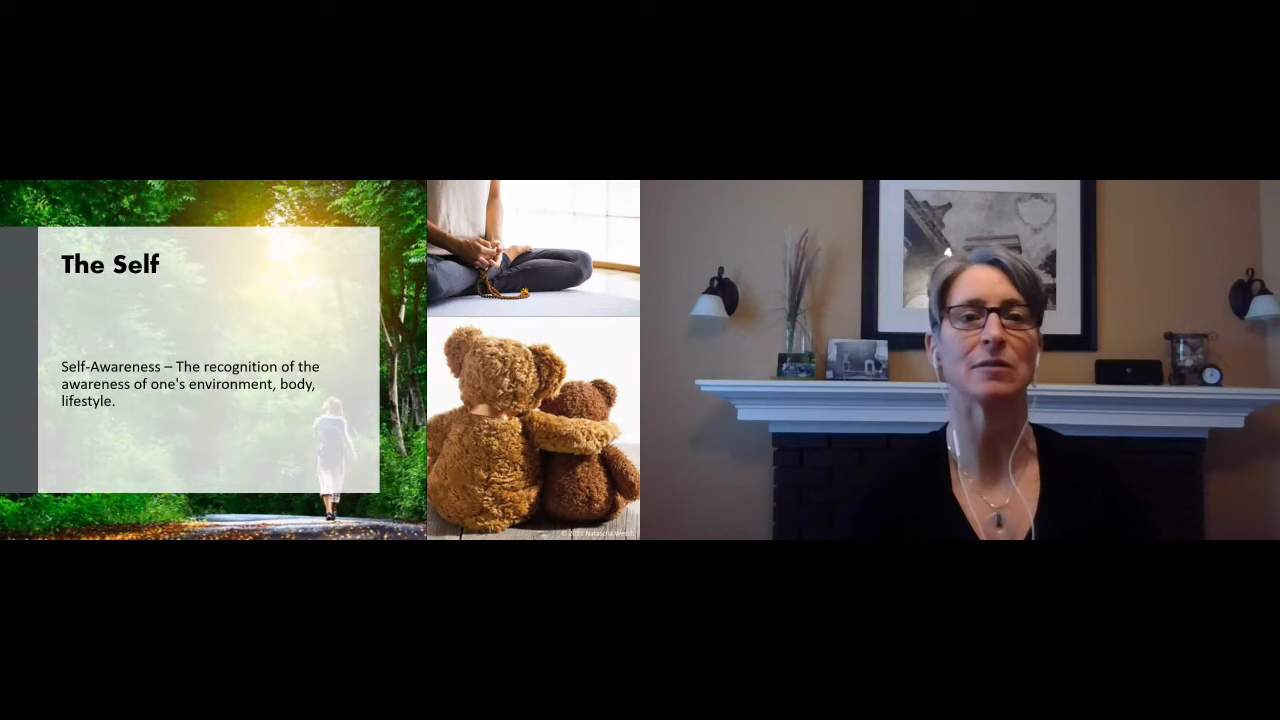 The Self
Self-Awareness – The recognition of the
awareness of one's environment, body,
lifestyle.